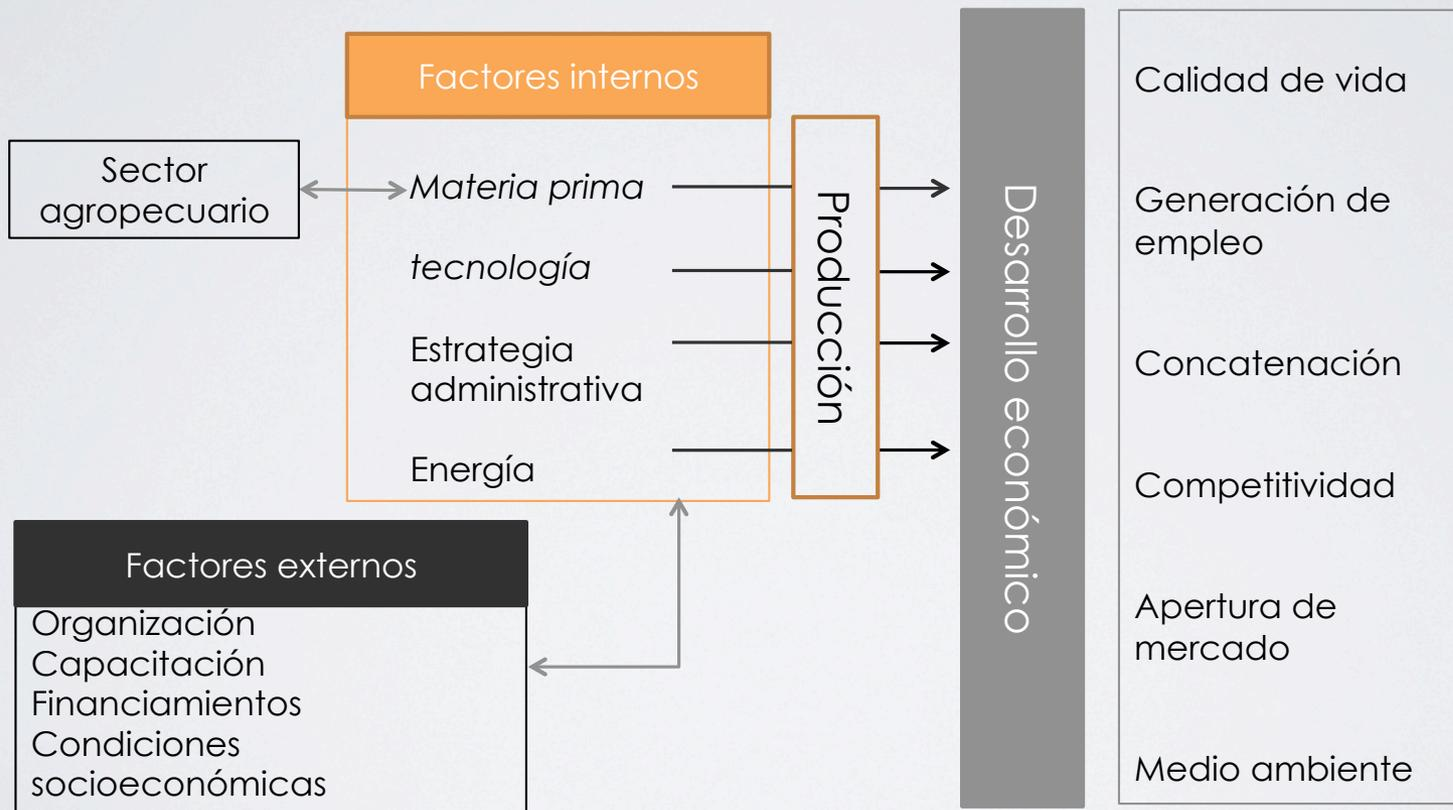 Factores internos
Sector
agropecuario
Materia prima
tecnología
Estrategia
administrativa
Energía
Factores externos
Organización
Capacitación
Financiamientos
Condiciones
socioeconómicas
Producción
Desarrollo económico
Calidad de vida
Generación de
empleo
Concatenación
Competitividad
Apertura de
mercado
Medio ambiente